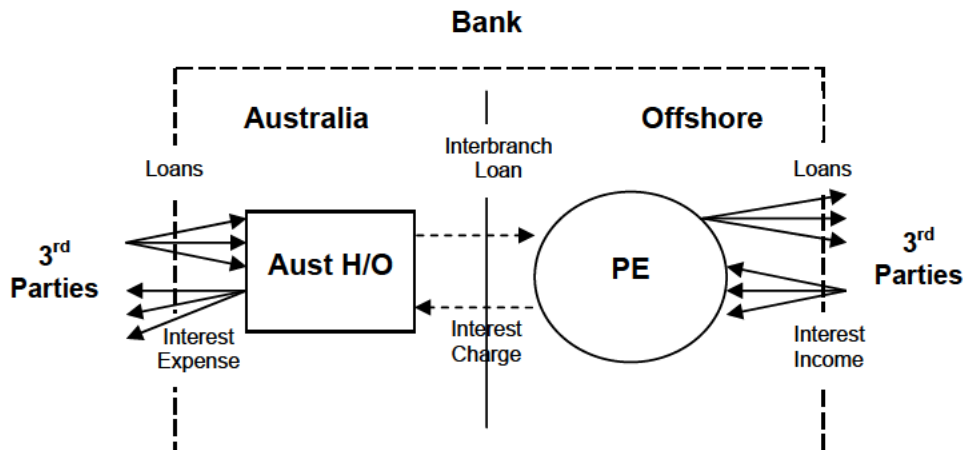 Bank
Australia
Offshore
Loans
Interbranch
Loan
Loans
3rd
Parties
Aust H/O
PE
3rd
Parties
Interest
Expense
Interest
Charge
Interest
Income